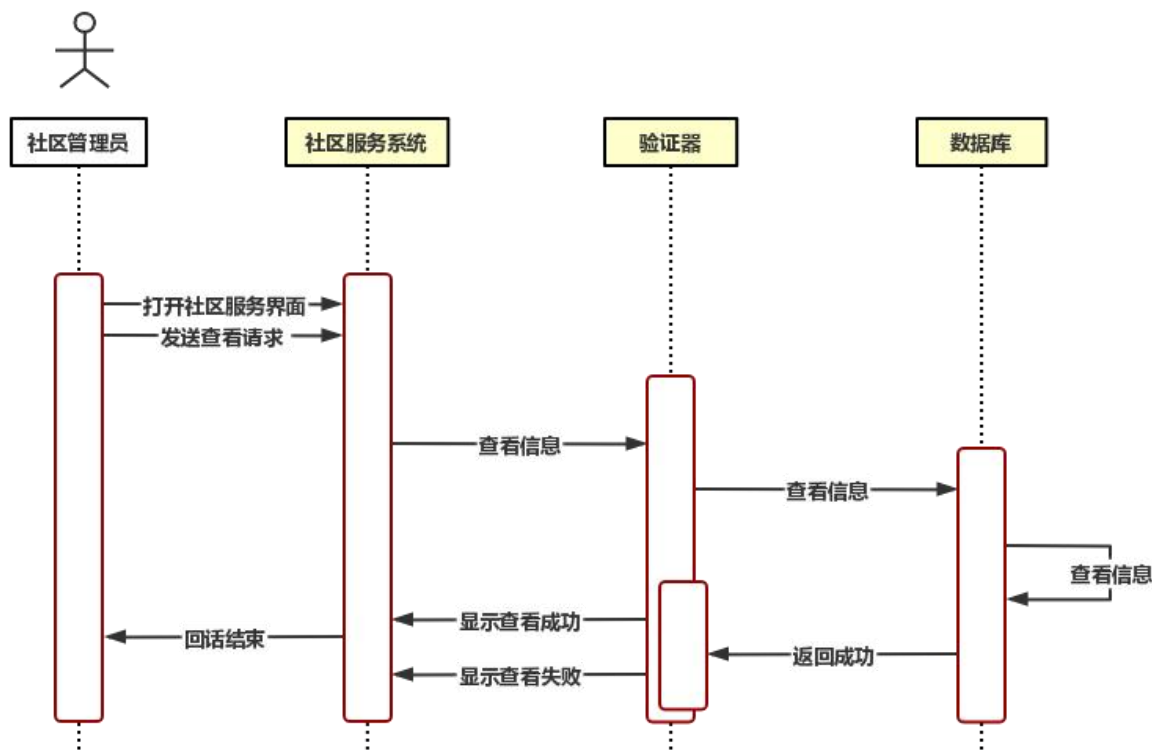 社区管理员
社区服务系统
验证器
数据库
打开社区服务界面
发送查看请求
查看信息
查看信息
查看信息
显示查看成功
回话结束
返回成功
显示查看失败